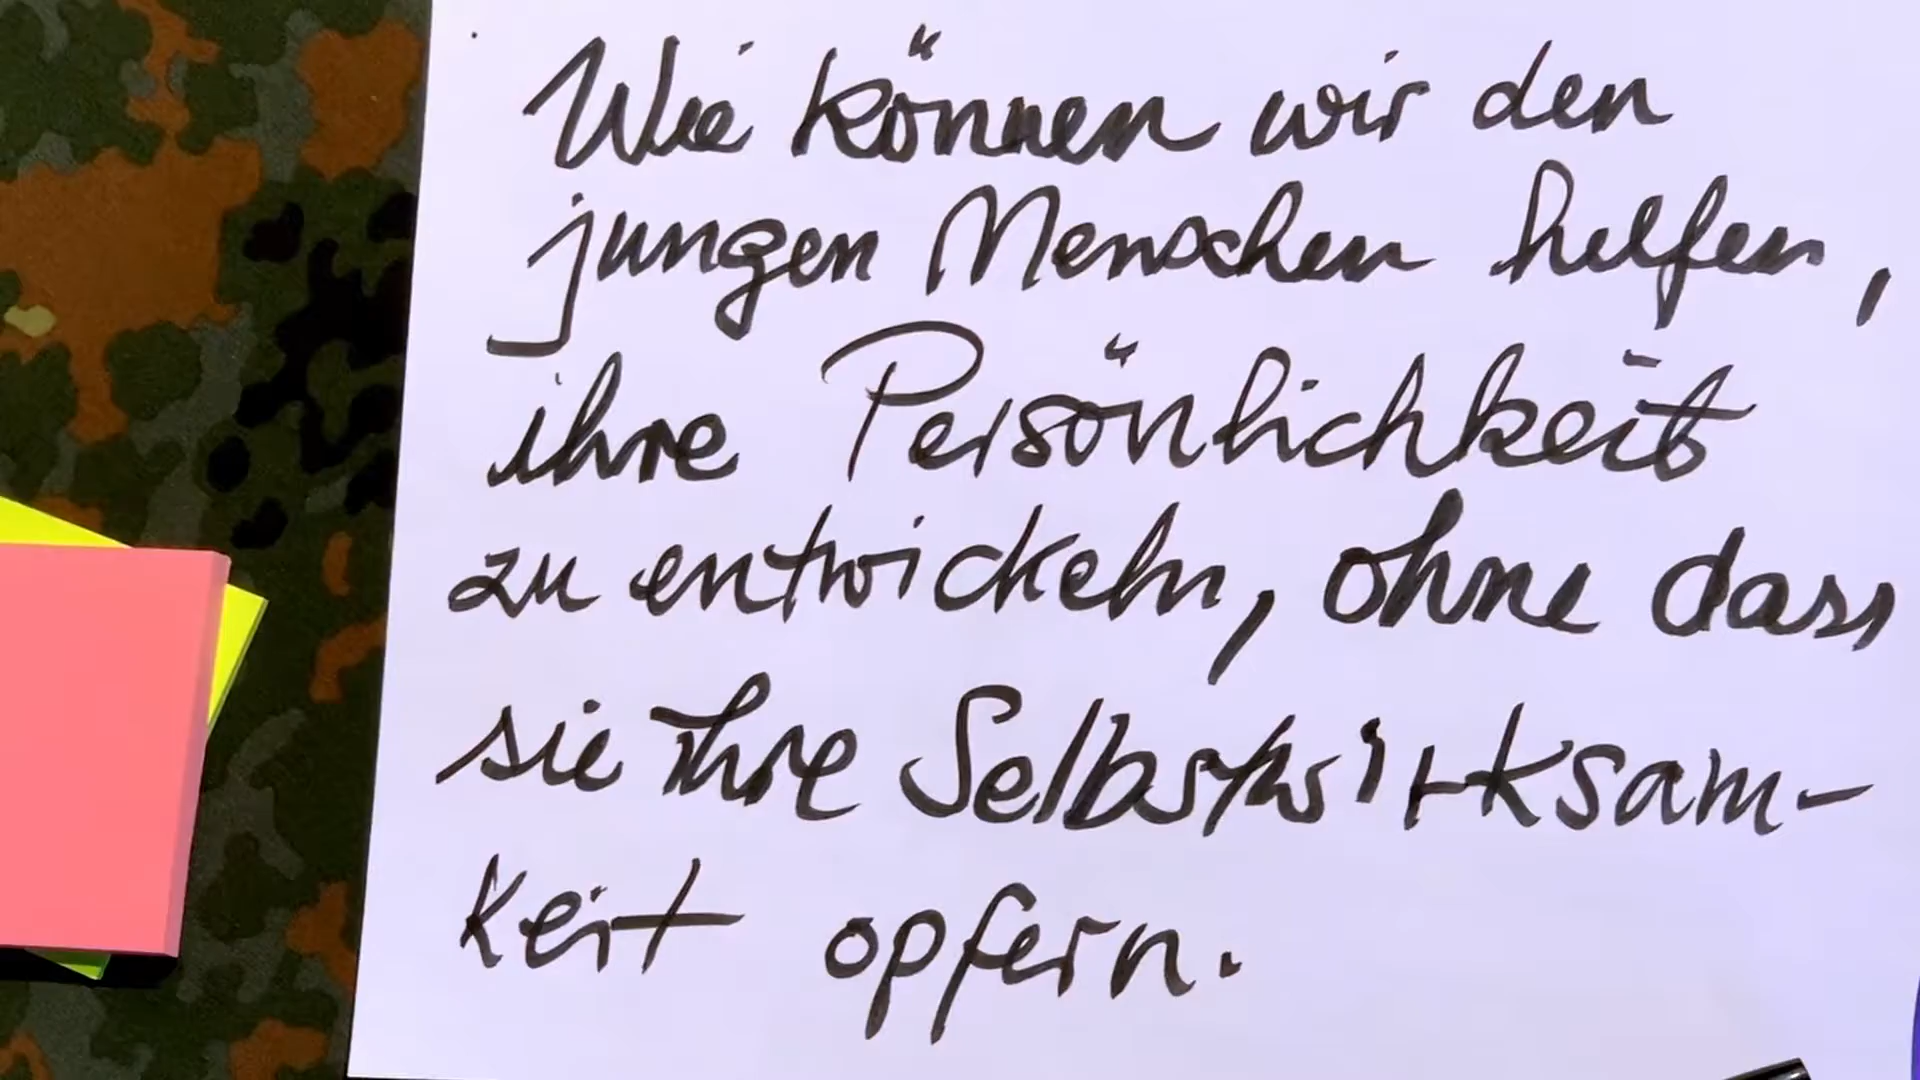 Wie können wir den
jungen Menschen helfen,
ihre Persönlichkeit
zu entwickeln, ohne dass
sie ihre Selbstwirksam-
keit opfern.